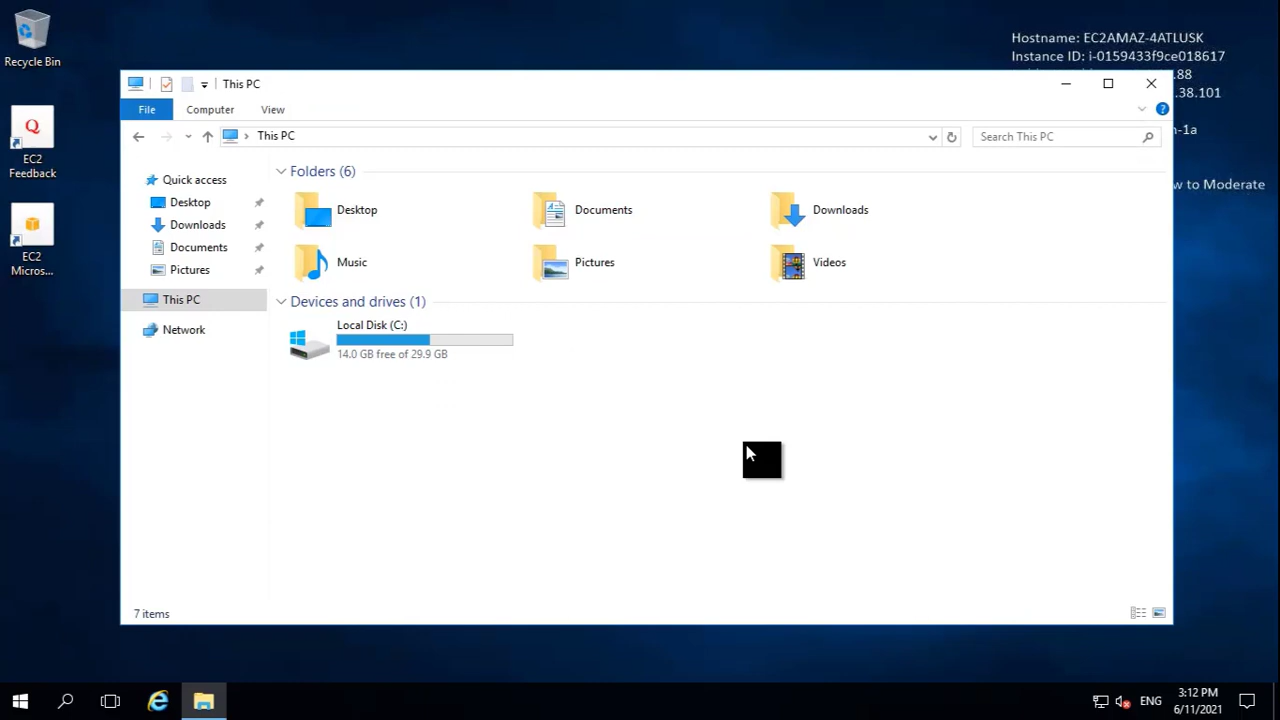 Recycle Bin
EC2
Feedback
EC2
Micros...
Hostname: EC2AMAZ-4ATLUSK
Instance ID: i-0159433f9ce018617
.88
.38.101
n-1a
w to Moderate
This PC
File
Computer
View
This PC
Search This PC
Quick access
Desktop
Downloads
Documents
Pictures
This PC
Network
Folders (6)
Desktop
Documents
Downloads
Music
Pictures
Videos
Devices and drives (1)
Local Disk (C:)
14.0 GB free of 29.9 GB
7 items
ENG
3:12 PM
6/11/2021